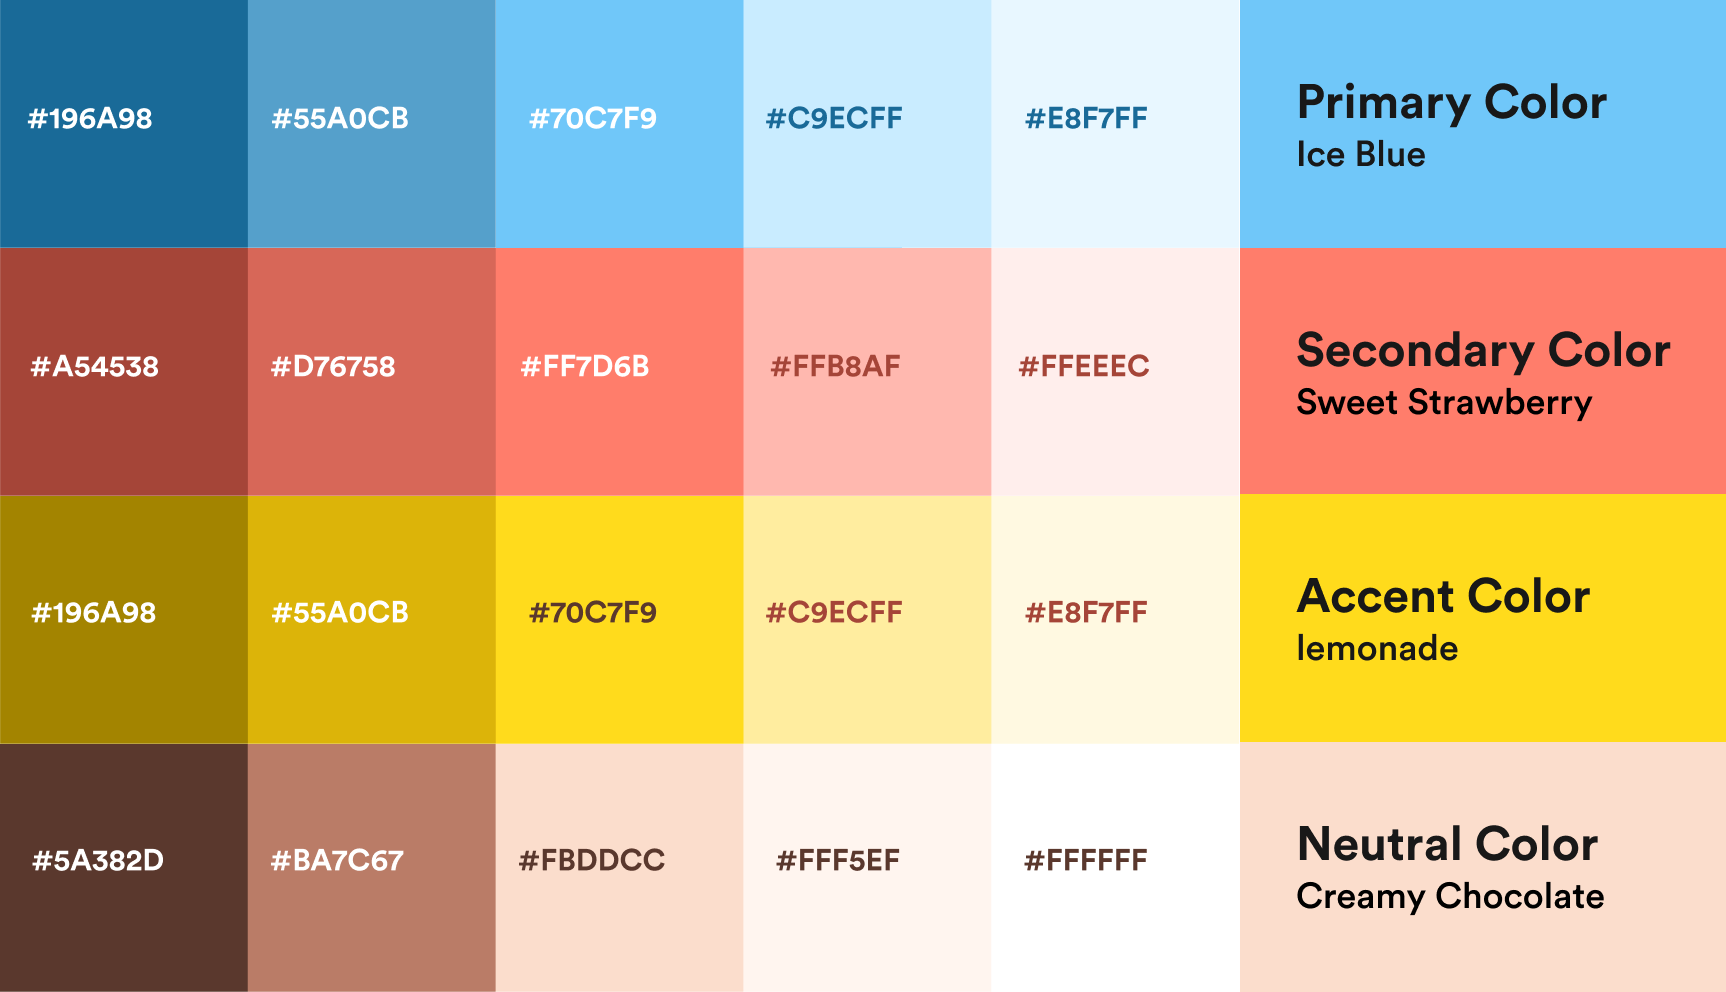 #196A98 #55A0CB #70C7F9 #C9ECFF #E8F7FF
Primary Color
Ice Blue
#A54538 #D76758 #FF7D6B #FFB8AF #FFEEEC
Secondary Color
Sweet Strawberry
#196A98 #55A0CB #70C7F9 #C9ECFF #E8F7FF
Accent Color
lemonade
#5A382D #BA7C67 #FBDDCC #FFF5EF #FFFFFF
Neutral Color
Creamy Chocolate